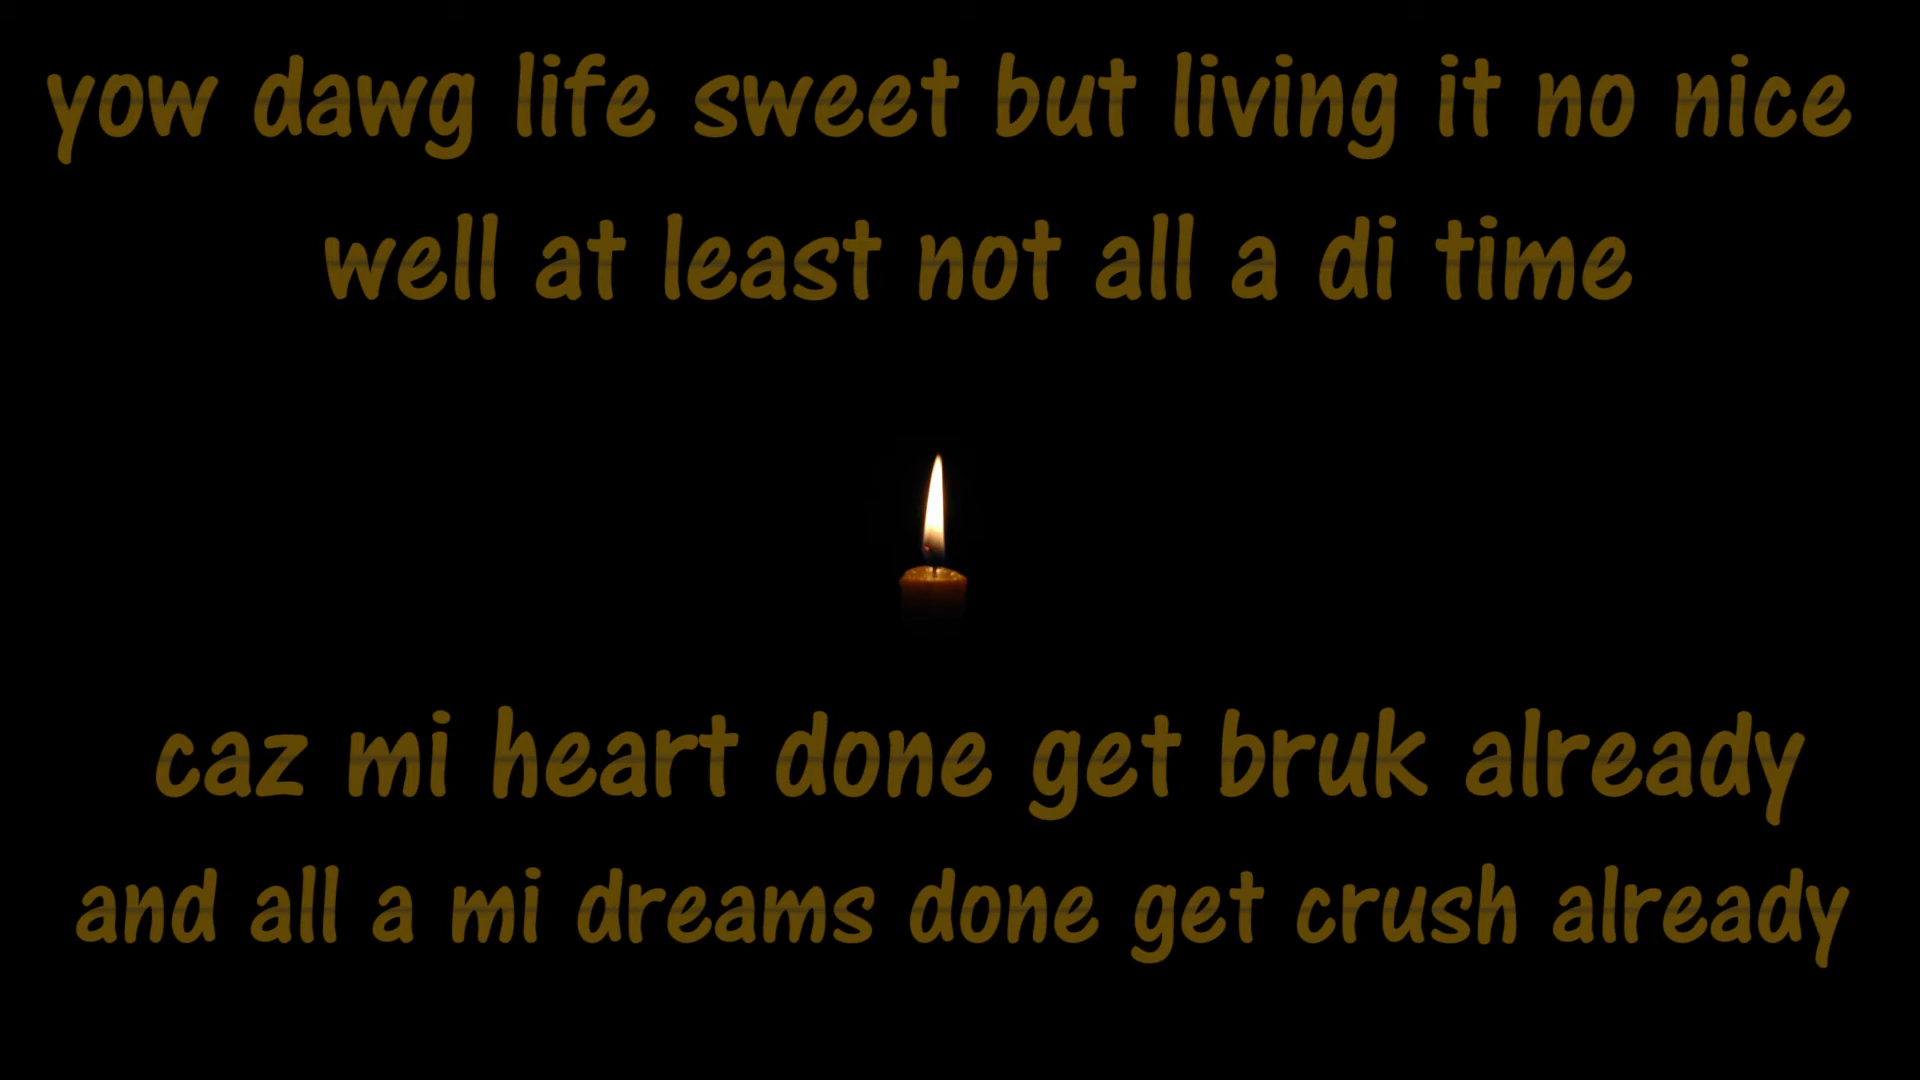 yow dawg life sweet but living it no nice
well at least not all a di time
caz mi heart done get bruk already
and all a mi dreams done get crush already